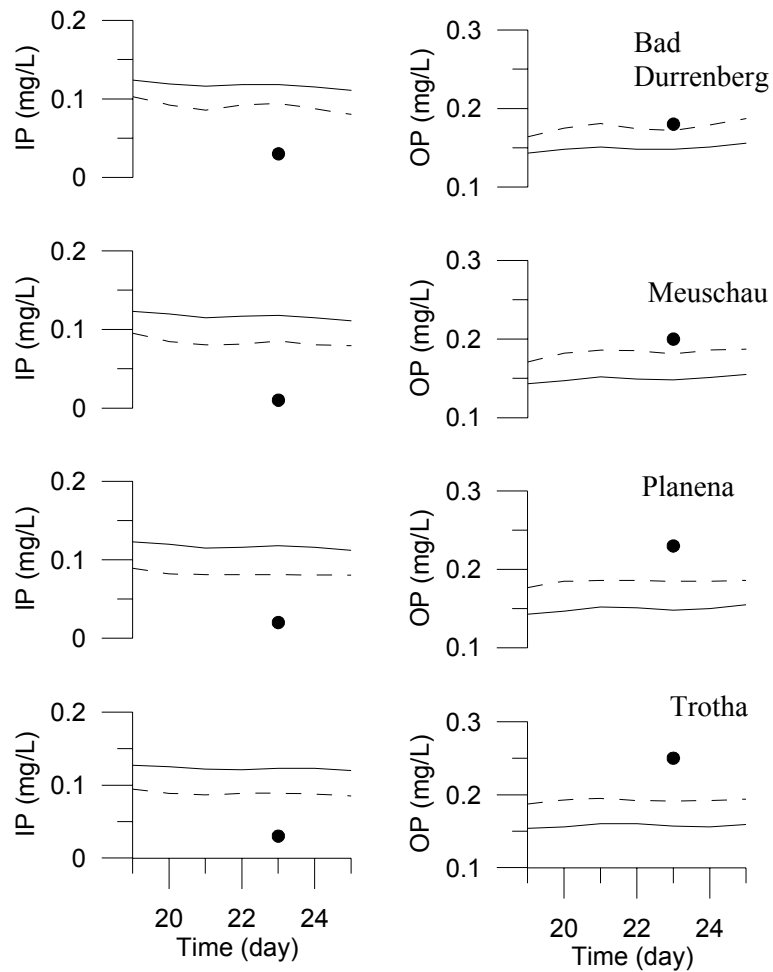 0.2
0.1
0
IP (mg/L)
0.3
0.2
0.1
OP (mg/L)
Bad
Durrenberg
0.2
0.1
0
IP (mg/L)
0.3
0.2
0.1
OP (mg/L)
Meuschau
0.2
0.1
0
IP (mg/L)
0.3
0.2
0.1
OP (mg/L)
Planena
0.2
0.1
0
IP (mg/L)
20 22 24
Time (day)
0.3
0.2
0.1
OP (mg/L)
Trotha
20 22 24
Time (day)